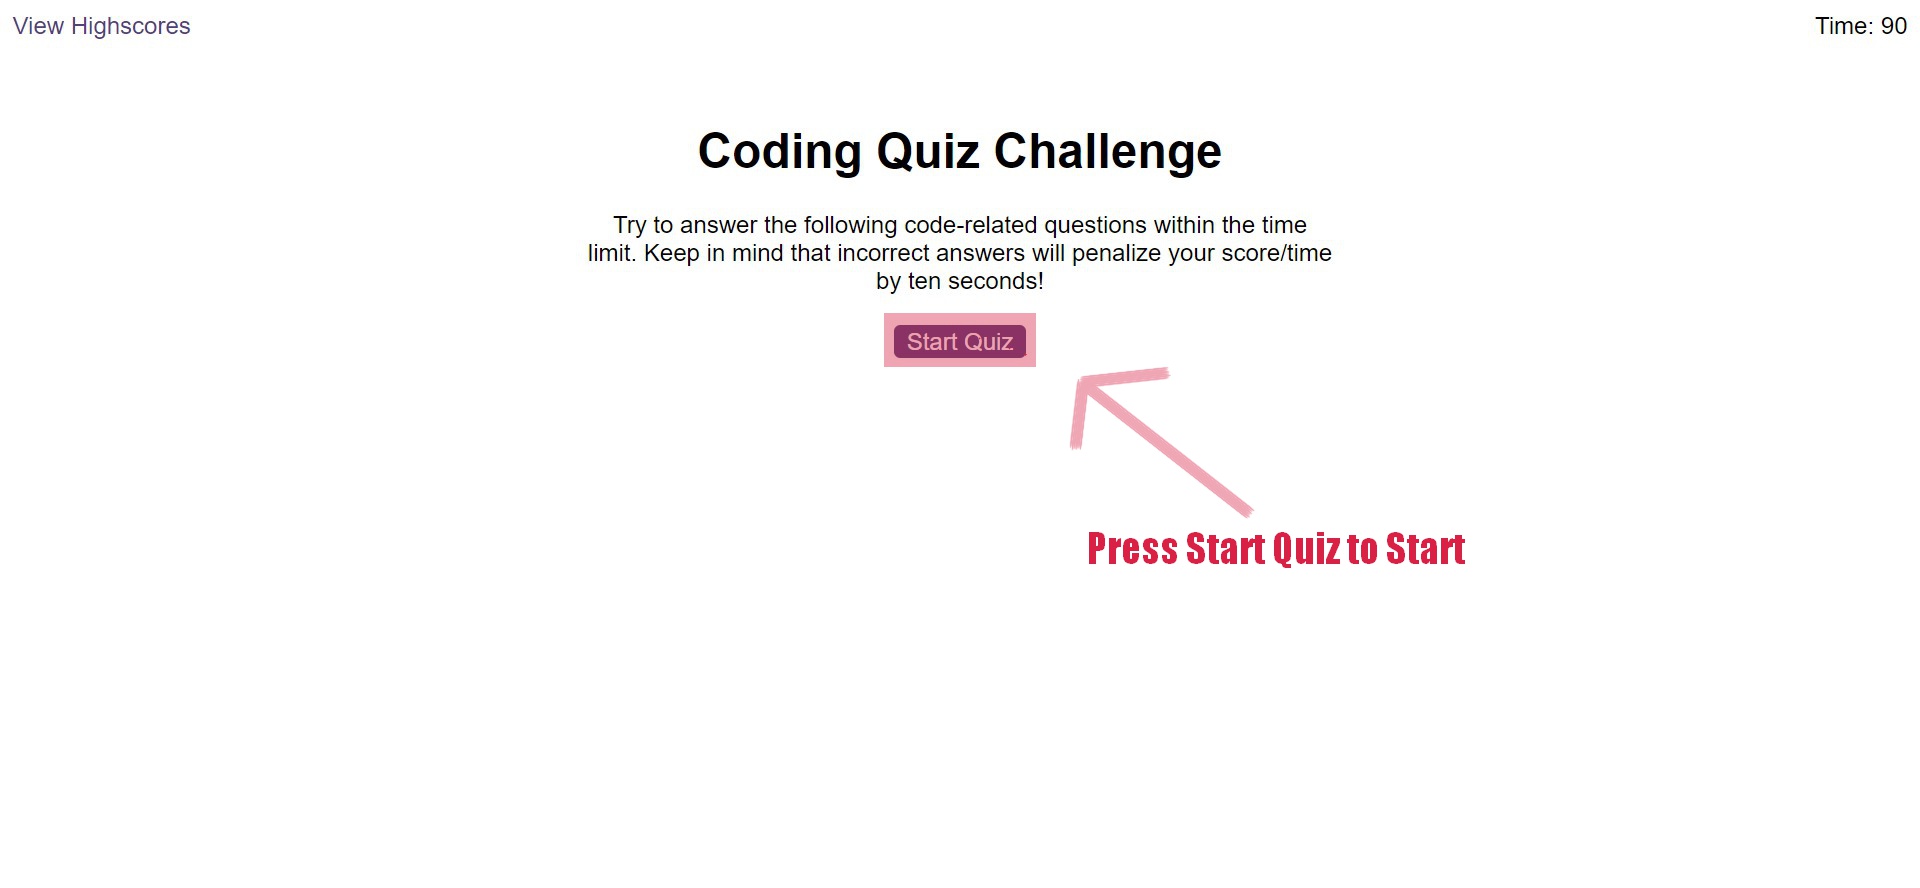 View Highscores
Time: 90
Coding Quiz Challenge
Try to answer the following code-related questions within the time
limit. Keep in mind that incorrect answers will penalize your score/time
by ten seconds!
Start Quiz
Press Start Quiz to Start